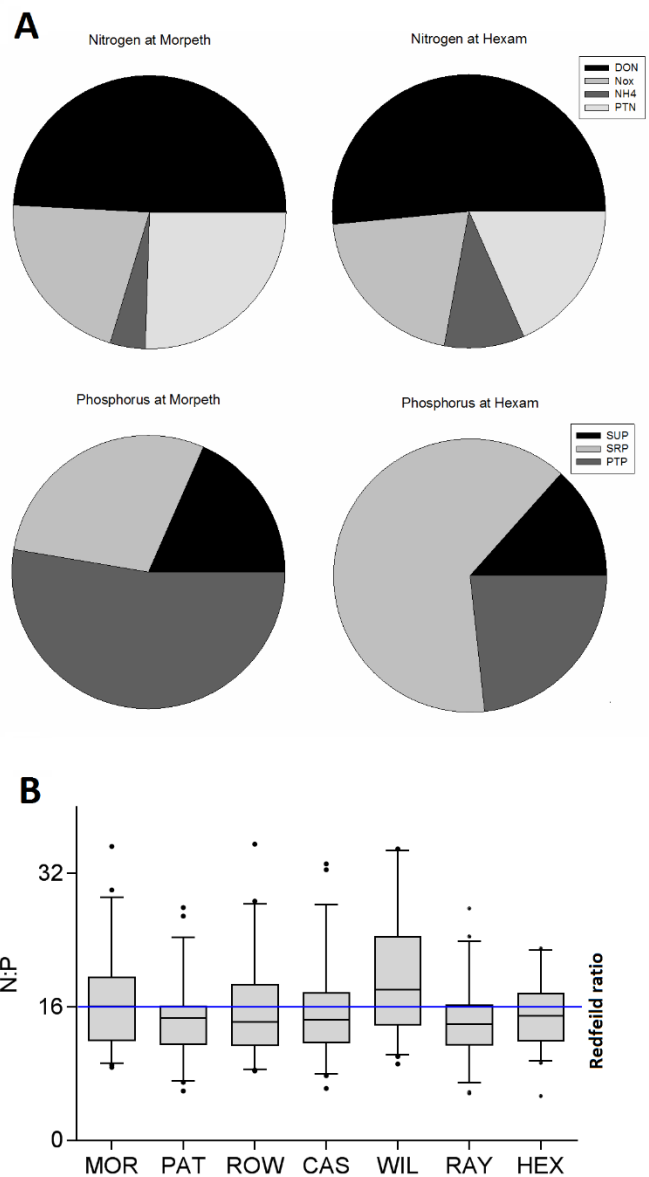 A
Nitrogen at Morpeth
Nitrogen at Hexam
DON
Nox
NH4
PTN
Phosphorus at Morpeth
Phosphorus at Hexam
SUP
SRP
PTP
B
32
16
0
N:P
Redfeild ratio
MOR PAT ROW CAS WIL RAY HEX